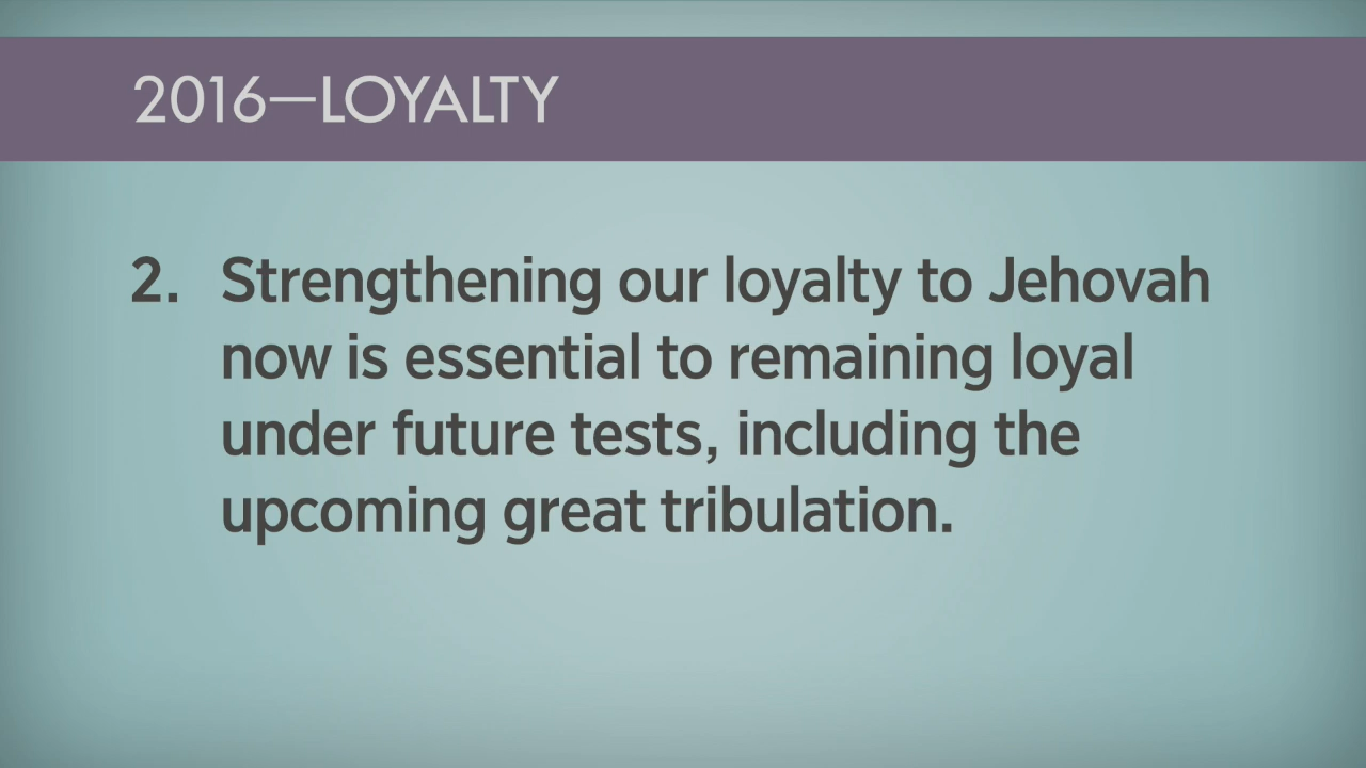 2016—LOYALTY
2. Strengthening our loyalty to Jehovah
now is essential to remaining loyal
under future tests, including the
upcoming great tribulation.